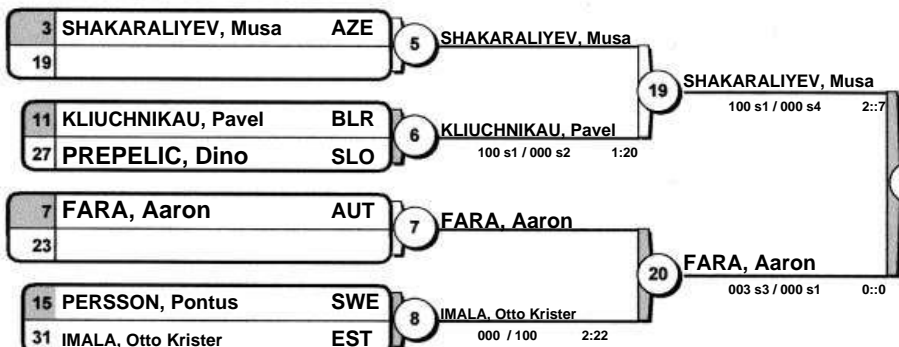 3 SHAKARALIYEV, Musa AZE
19
5
SHAKARALIYEV, Musa
11 KLIUCHNIKAU, Pavel BLR
27 PREPELIC, Dino SLO
6
KLIUCHNIKAU, Pavel
100 s1 / 000 s2 1:20
19
SHAKARALIYEV, Musa
100 s1 / 000 s4 2::7
7 FARA, Aaron AUT
23
7
FARA, Aaron
15 PERSSON, Pontus SWE
31 IMALA, Otto Krister EST
8
IMALA, Otto Krister
000 / 100 2:22
20
FARA, Aaron
003 s3 / 000 s1 0::0